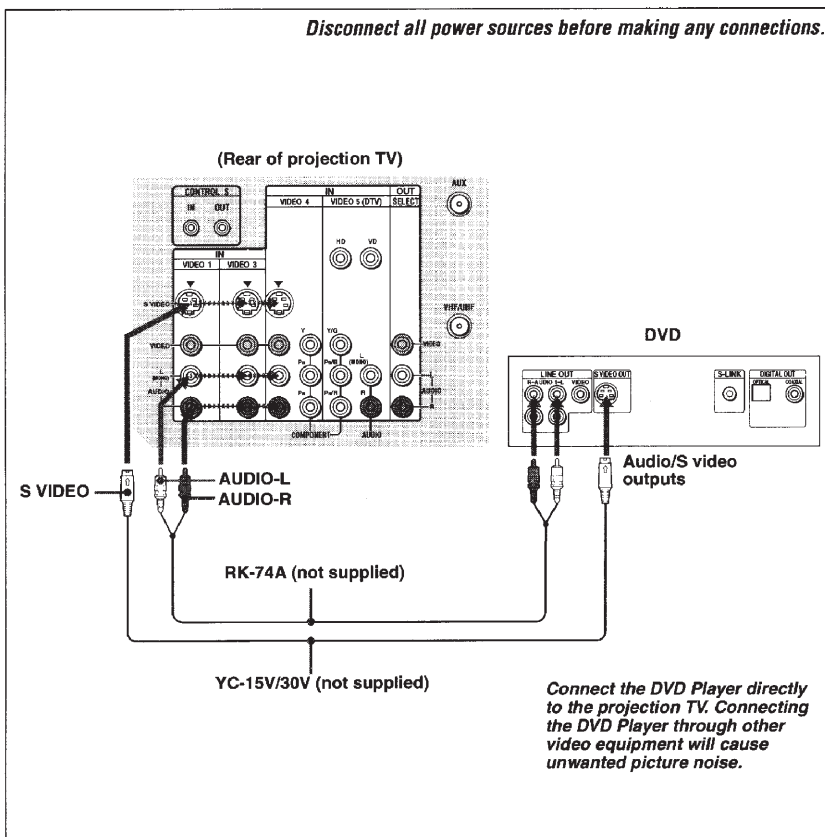 Disconnect all power sources before making any connections.
(Rear of projection TV)
CONTROL S
IN OUT
IN
VIDEO 4 VIDEO 5 (DTV)
OUT
SELECT
AUX
HD VD
IN
VIDEO 1 VIDEO 3
S VIDEO
VHF/UHF
VIDEO
Y Y/G
VIDEO
L
(MONO)
AUDIO
R
L
(MONO)
R
L
AUDIO
R
COMPONENT
AUDIO
DVD
LINE OUT
R-AUDIO-L VIDEO
S VIDEO OUT
S-LINK
DIGITAL OUT
OPTICAL COAXIAL
S VIDEO
AUDIO-L
AUDIO-R
Audio/S video
outputs
RK-74A (not supplied)
YC-15V/30V (not supplied)
Connect the DVD Player directly
to the projection TV. Connecting
the DVD Player through other
video equipment will cause
unwanted picture noise.